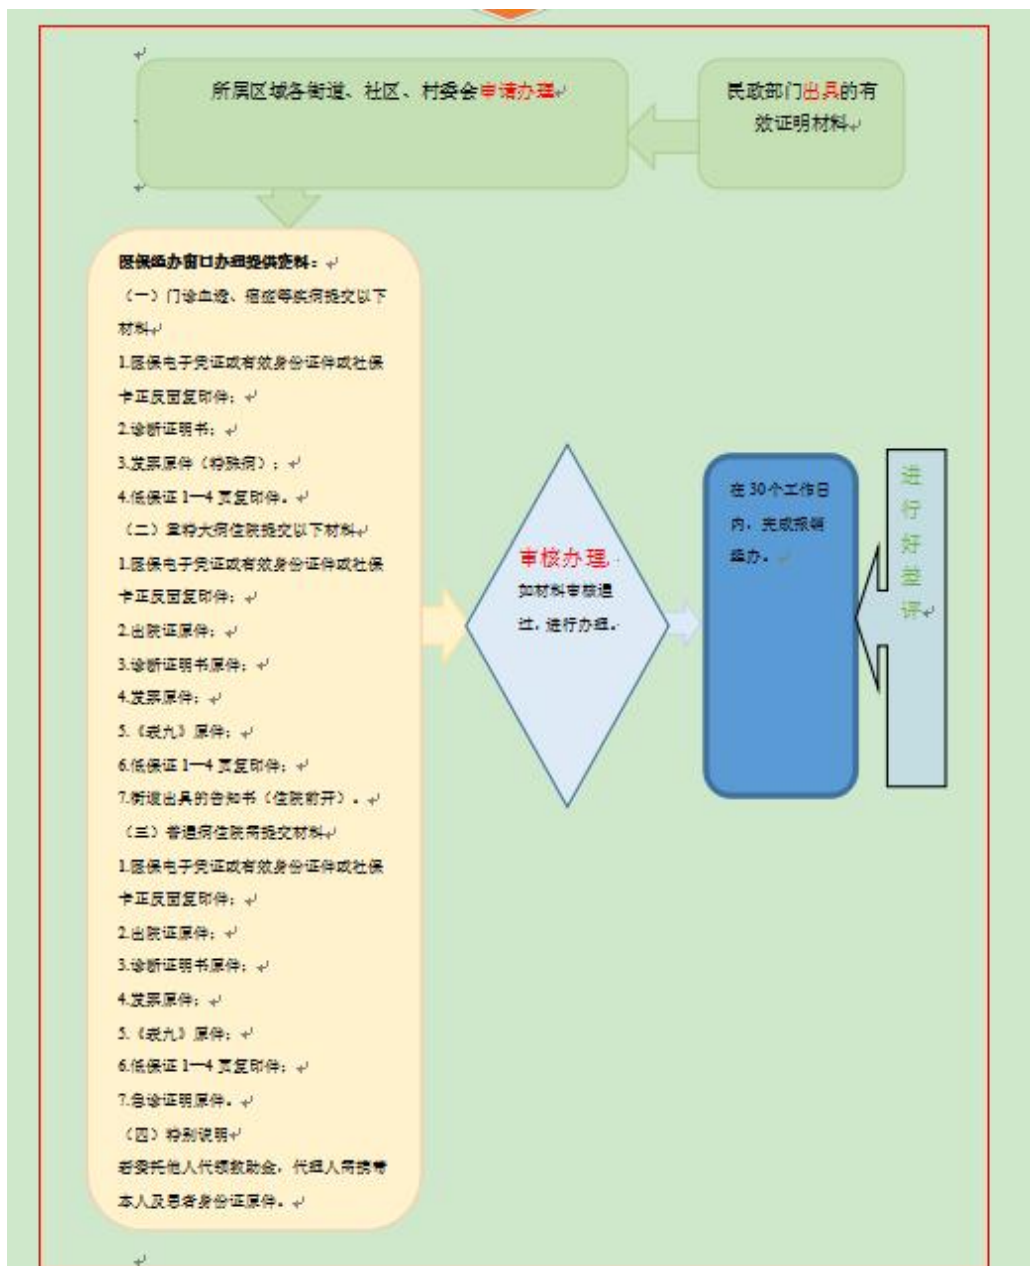 所属区域各街道、社区、村委会申请办理
民政部门出具的有
效证明材料
医保经办窗口办理提供资料：
（一）门诊血透、癌症等疾病提交以下
材料
1.医保电子凭证或有效身份证件或社保
卡正反面复印件；
2.诊断证明书；
3.发票原件（特殊病）；
4.低保证1—4页复印件。
（二）重特大病住院提交以下材料
1.医保电子凭证或有效身份证件或社保
卡正反面复印件；
2.出院证原件；
3.诊断证明书原件；
4.发票原件；
5.《表九》原件；
6.低保证1—4页复印件；
7.街道出具的告知书（住院前开）。
（三）普通病住院需提交材料
1.医保电子凭证或有效身份证件或社保
卡正反面复印件；
2.出院证原件；
3.诊断证明书原件；
4.发票原件；
5.《表九》原件；
6.低保证1—4页复印件；
7.急诊证明原件。
（四）特别说明
若委托他人代领救助金，代理人需携带
本人及患者身份证原件。
审核办理，
如材料审核通
过，进行办理。
在30个工作日
内，完成报销
经办。
进行好差评